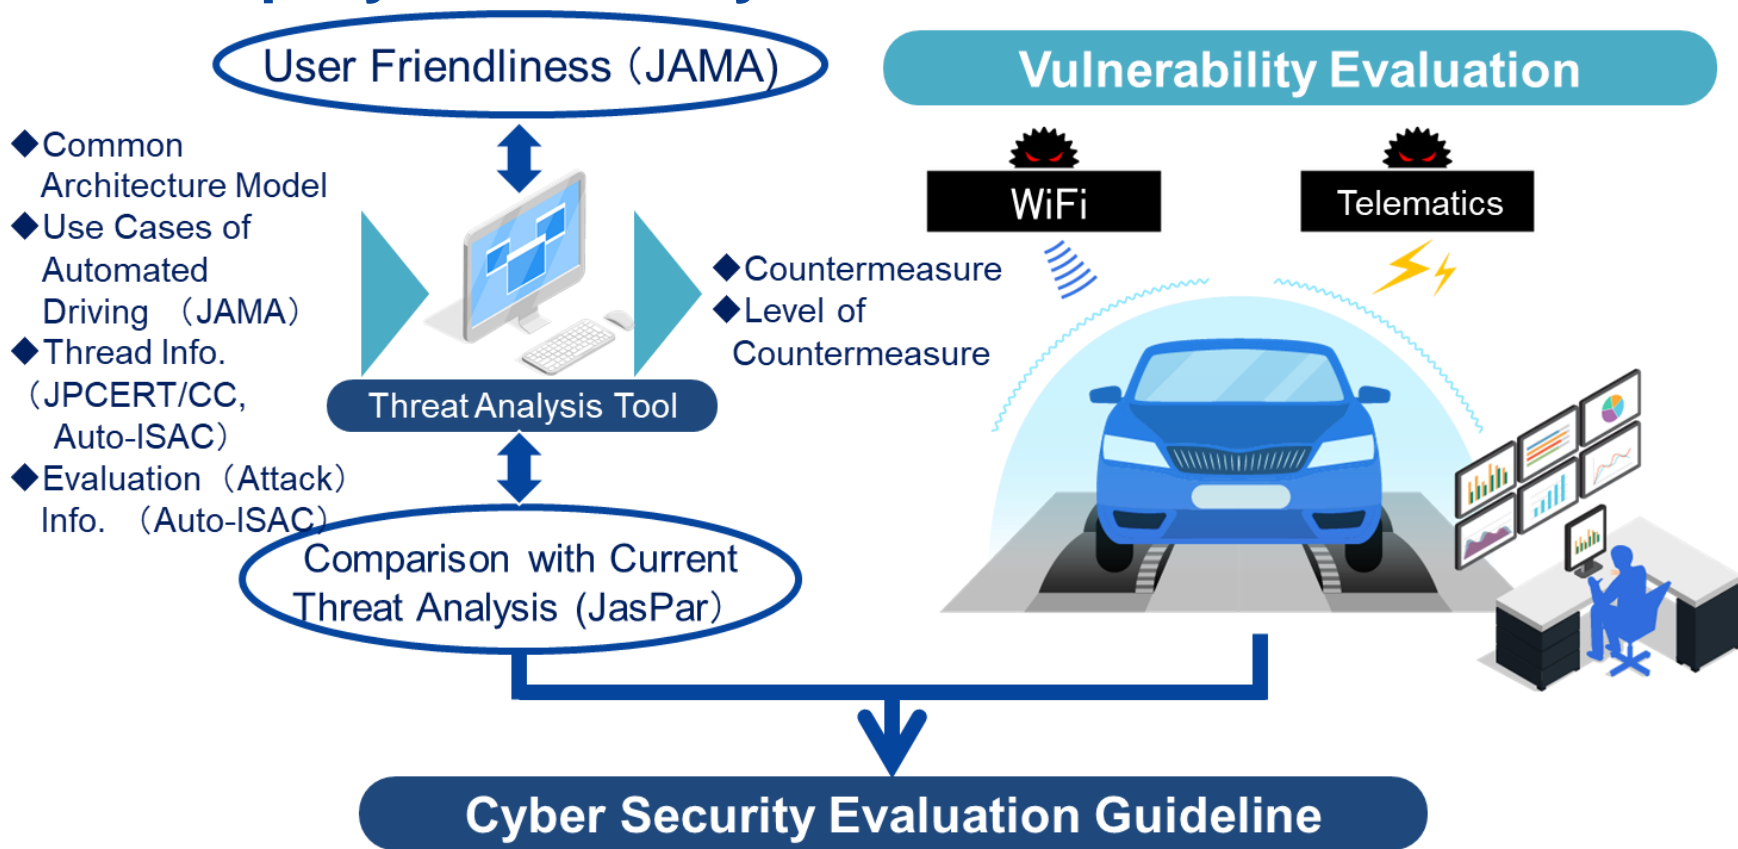 User Friendliness（JAMA)
◆Common
Architecture Model
◆Use Cases of
Automated
Driving （JAMA）
◆Thread Info.
（JPCERT/CC,
Auto-ISAC）
◆Evaluation（Attack）
Info. （Auto-ISAC）
Threat Analysis Tool
◆Countermeasure
◆Level of
Countermeasure
Comparison with Current
Threat Analysis (JasPar）
Vulnerability Evaluation
WiFi
Telematics
Cyber Security Evaluation Guideline